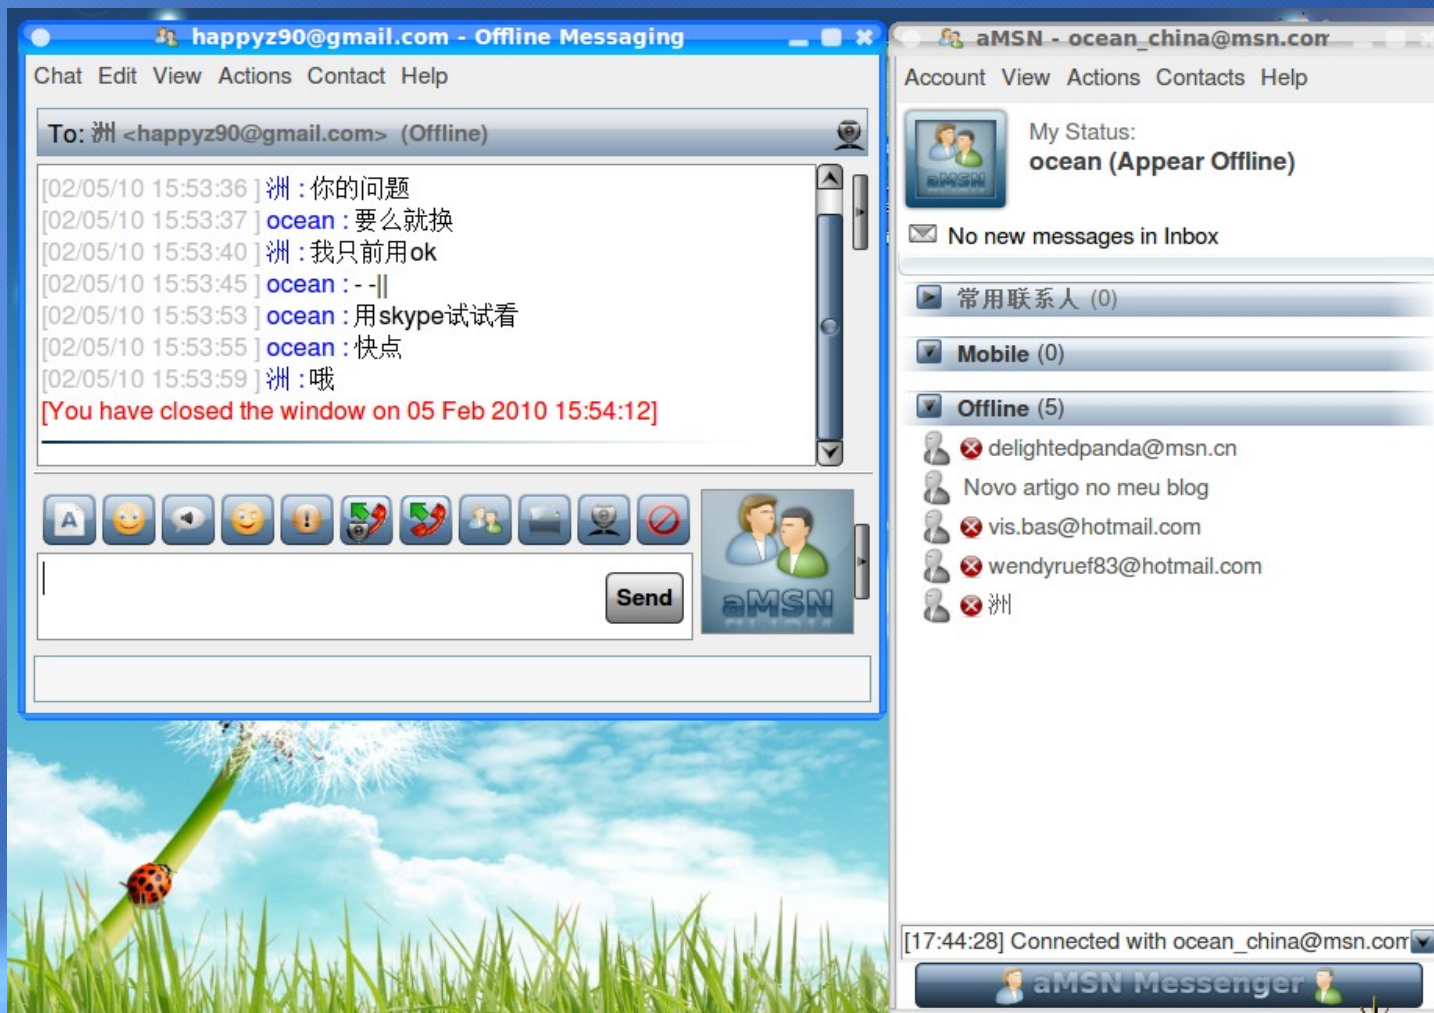 happyz90@gmail.com - Offline Messaging
Chat Edit View Actions Contact Help
To: 洲 <happyz90@gmail.com> (Offline)
[02/05/10 15:53:36 ] 洲 : 你的问题
[02/05/10 15:53:37 ] ocean : 要么就换
[02/05/10 15:53:40 ] 洲 : 我只前用ok
[02/05/10 15:53:45 ] ocean : - -||
[02/05/10 15:53:53 ] ocean : 用skype试试看
[02/05/10 15:53:55 ] ocean : 快点
[02/05/10 15:53:59 ] 洲 : 哦
[You have closed the window on 05 Feb 2010 15:54:12]
A
Send
aMSN
aMSN - ocean_china@msn.com
Account View Actions Contacts Help
aMSN
My Status:
ocean (Appear Offline)
No new messages in Inbox
常用联系人 (0)
Mobile (0)
Offline (5)
delightedpanda@msn.cn
Novo artigo no meu blog
vis.bas@hotmail.com
wendyruef83@hotmail.com
洲
[17:44:28] Connected with ocean_china@msn.com
aMSN Messenger